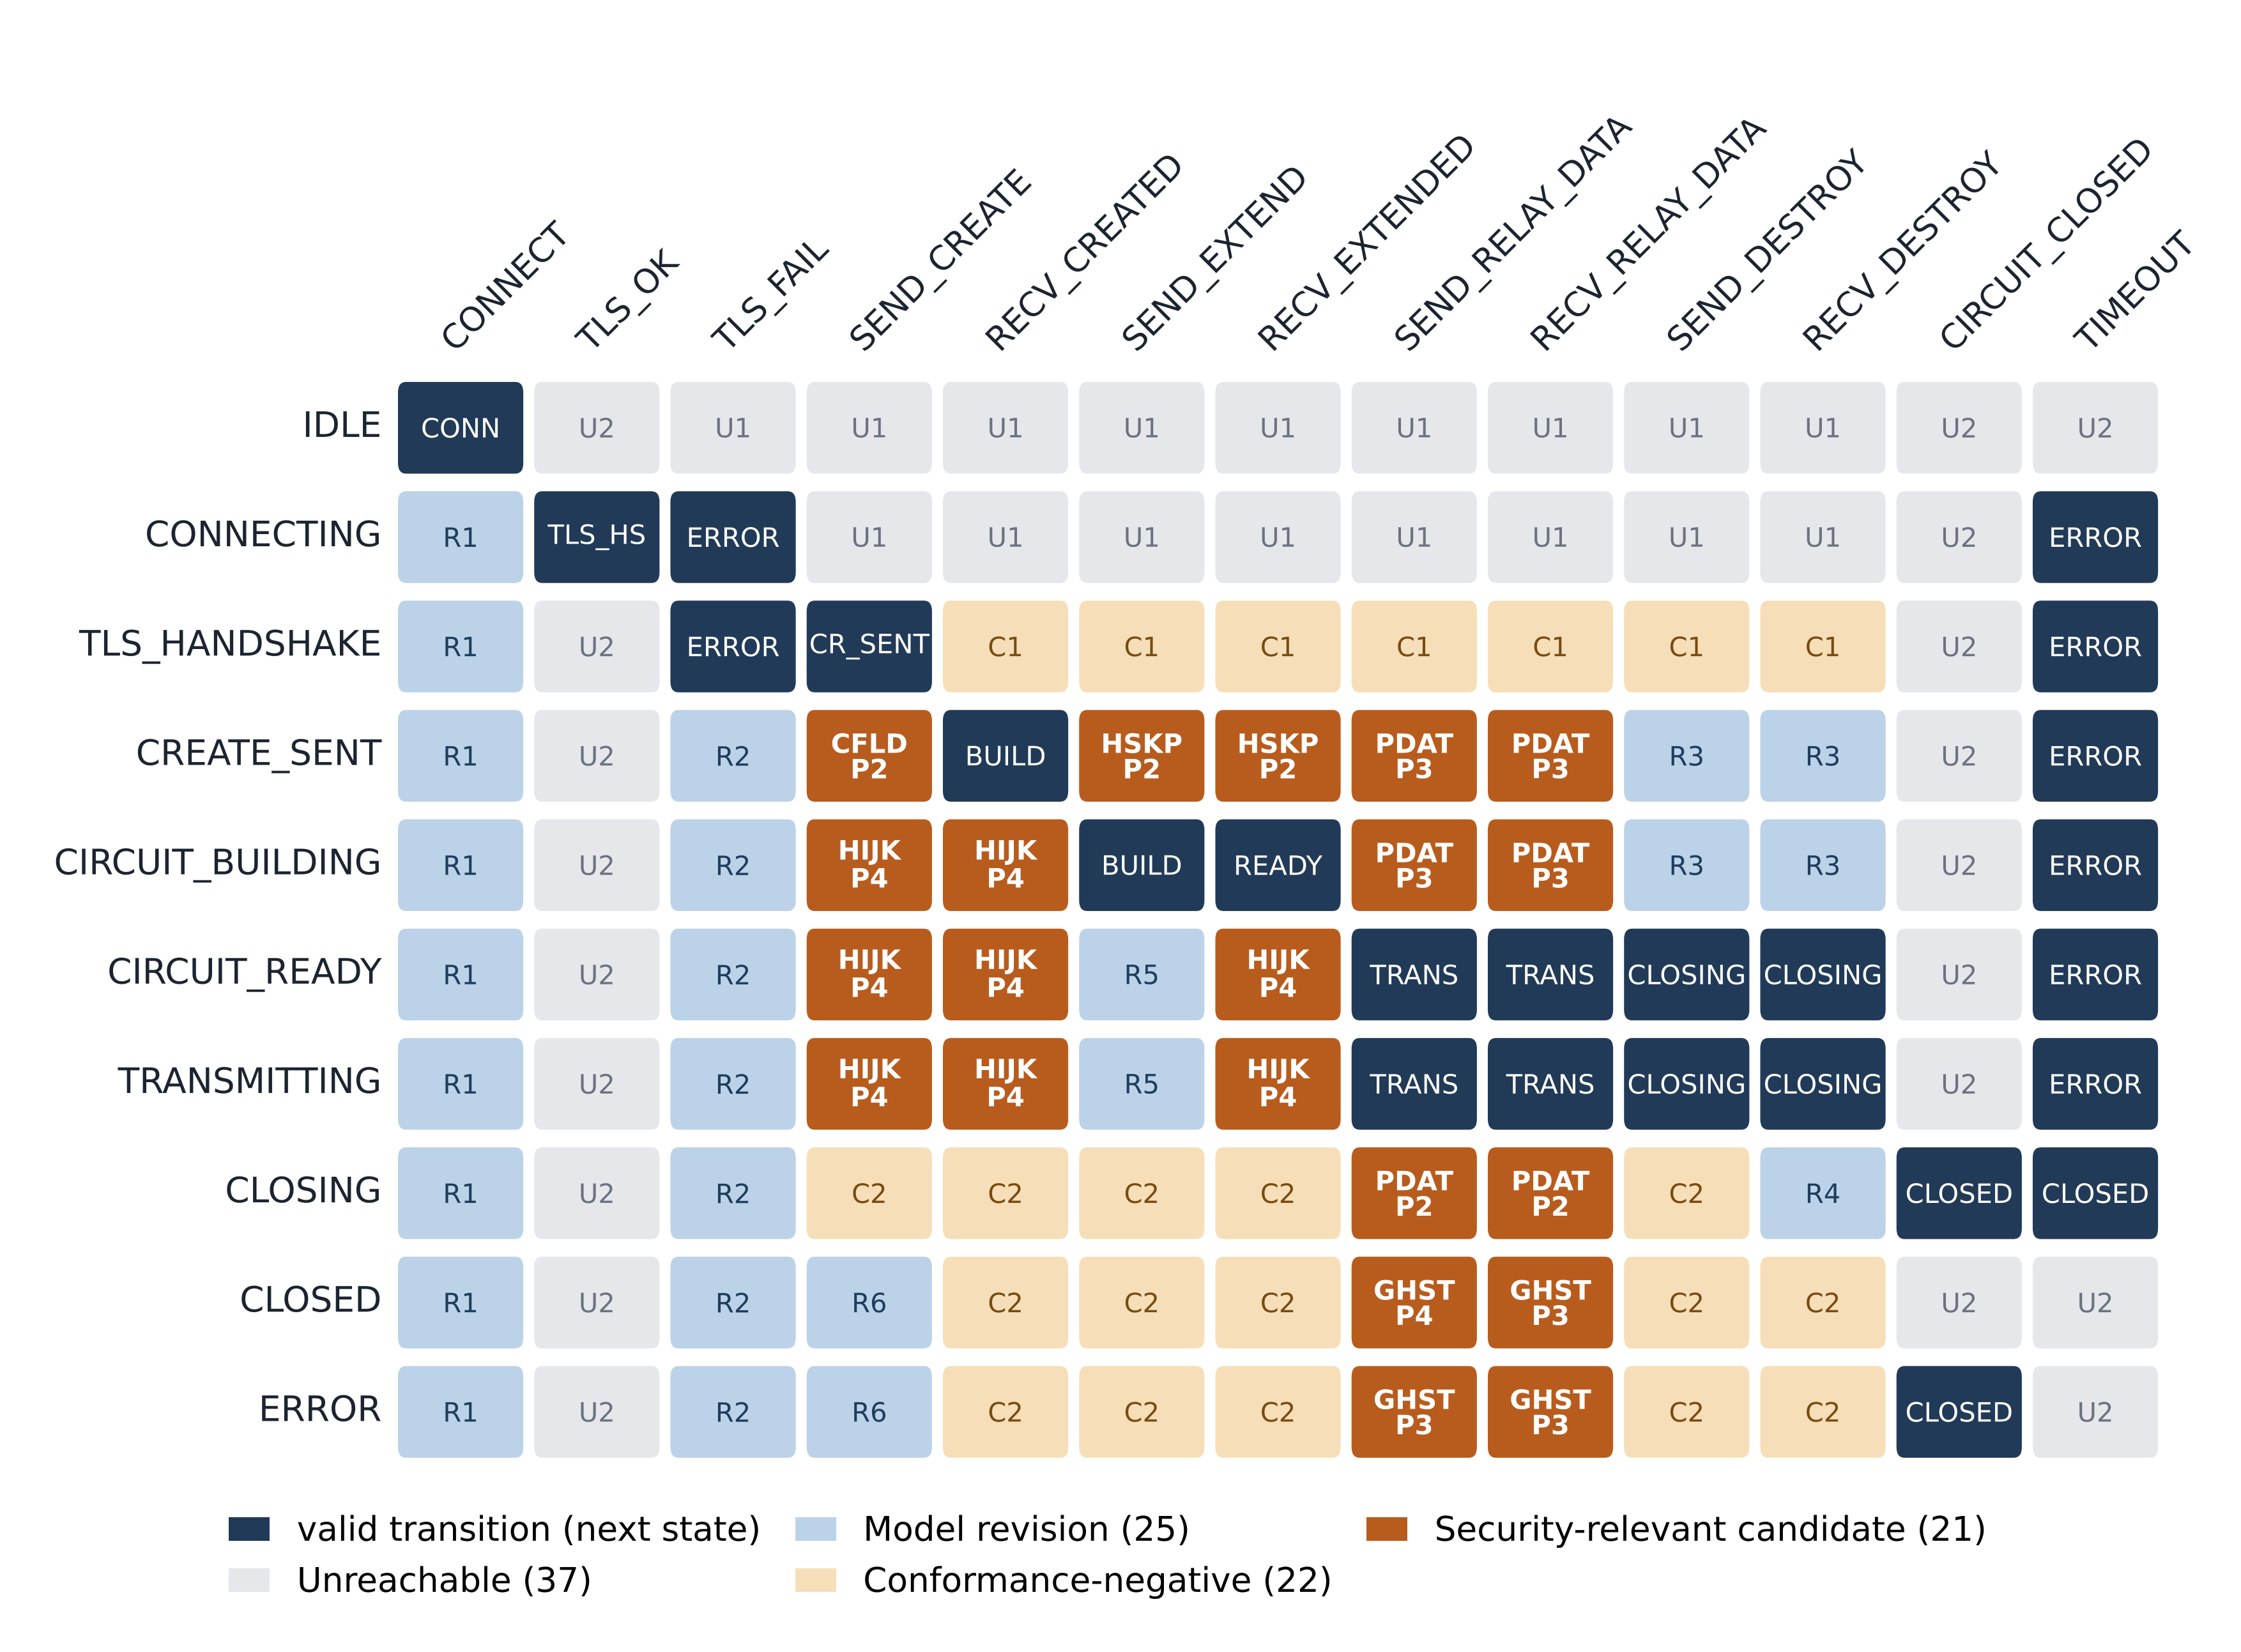 CONNECT TLS_OK TLS_FAIL SEND_CREATE RECV_CREATED SEND_EXTEND RECV_EXTENDED SEND_RELAY_DATA RECV_RELAY_DATA SEND_DESTROY RECV_DESTROY CIRCUIT_CLOSED TIMEOUT
IDLE CONN U2 U1 U1 U1 U1 U1 U1 U1 U1 U1 U2 U2
CONNECTING R1 TLS_HS ERROR U1 U1 U1 U1 U1 U1 U1 U1 U2 ERROR
TLS_HANDSHAKE R1 U2 ERROR CR_SENT C1 C1 C1 C1 C1 C1 C1 U2 ERROR
CREATE_SENT R1 U2 R2 CFLD P2 BUILD HSKP P2 HSKP P2 PDAT P3 PDAT P3 R3 R3 U2 ERROR
CIRCUIT_BUILDING R1 U2 R2 HIJK P4 HIJK P4 BUILD READY PDAT P3 PDAT P3 R3 R3 U2 ERROR
CIRCUIT_READY R1 U2 R2 HIJK P4 HIJK P4 R5 HIJK P4 TRANS TRANS CLOSING CLOSING U2 ERROR
TRANSMITTING R1 U2 R2 HIJK P4 HIJK P4 R5 HIJK P4 TRANS TRANS CLOSING CLOSING U2 ERROR
CLOSING R1 U2 R2 C2 C2 C2 C2 PDAT P2 PDAT P2 C2 R4 CLOSED CLOSED
CLOSED R1 U2 R2 R6 C2 C2 C2 GHST P4 GHST P3 C2 C2 U2 U2
ERROR R1 U2 R2 R6 C2 C2 C2 GHST P3 GHST P3 C2 C2 CLOSED U2
valid transition (next state) Model revision (25) Security-relevant candidate (21)
Unreachable (37) Conformance-negative (22)